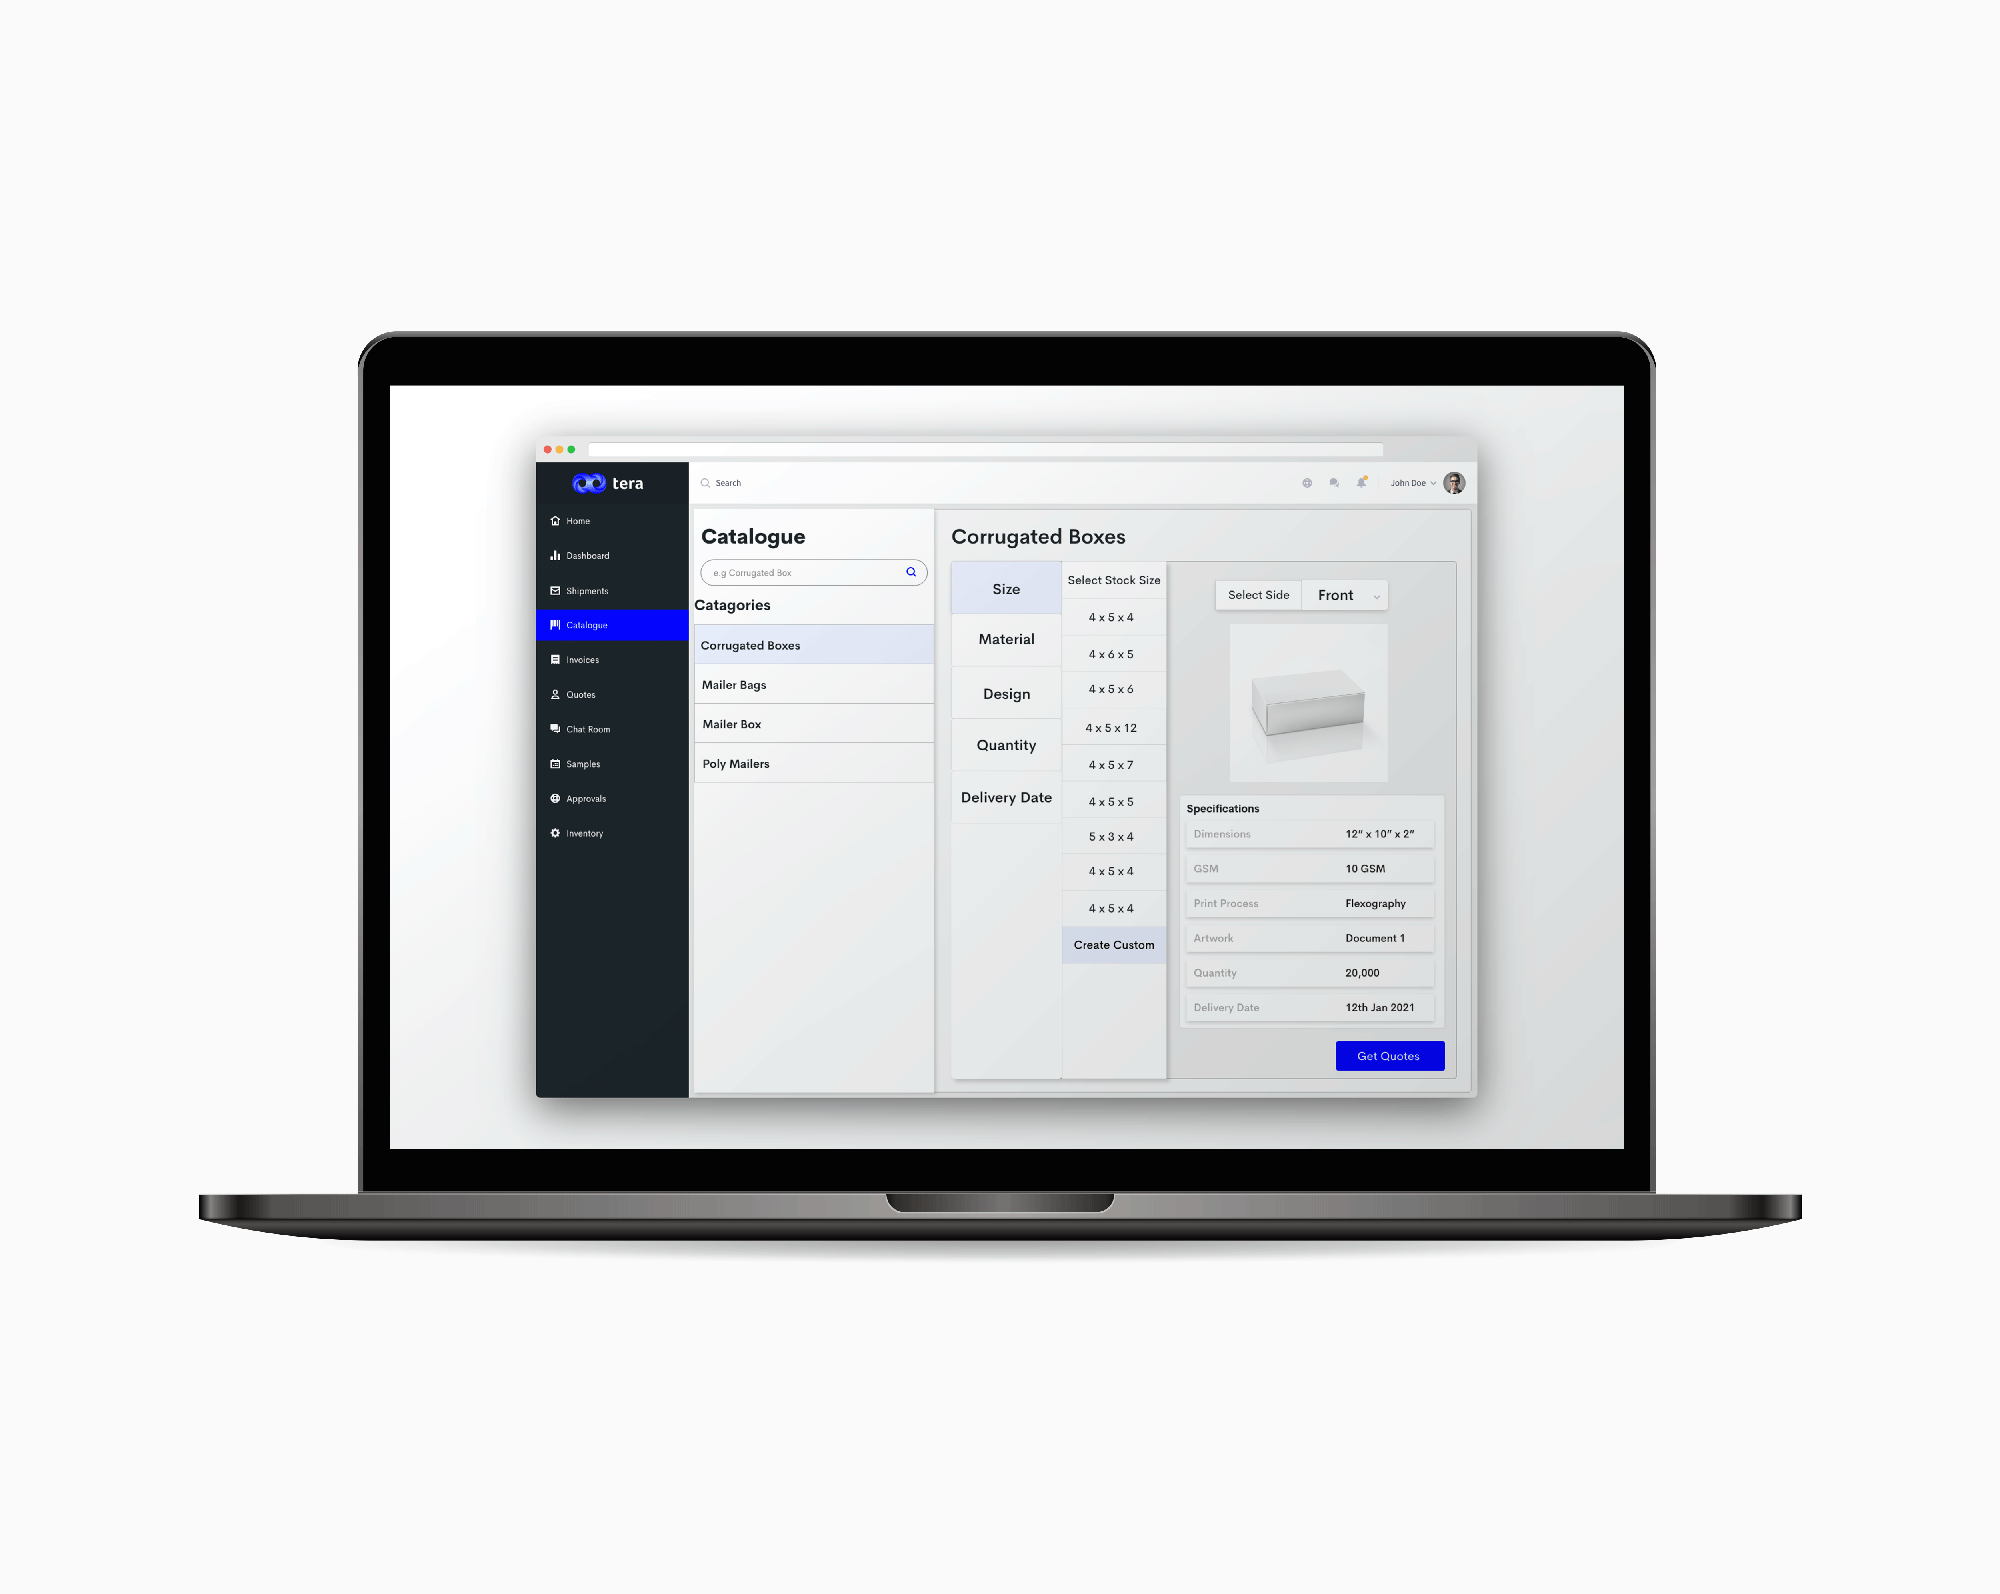 tera
Search
John Doe
Home
Dashboard
Shipments
Catalogue
Invoices
Quotes
Chat Room
Samples
Approvals
Inventory
Catalogue
e.g Corrugated Box
Catagories
Corrugated Boxes
Mailer Bags
Mailer Box
Poly Mailers
Corrugated Boxes
Size
Material
Design
Quantity
Delivery Date
Select Stock Size
4 x 5 x 4
4 x 6 x 5
4 x 5 x 6
4 x 5 x 12
4 x 5 x 7
4 x 5 x 5
5 x 3 x 4
4 x 5 x 4
4 x 5 x 4
Create Custom
Select Side Front
Specifications
Dimensions 12” x 10” x 2”
GSM 10 GSM
Print Process Flexography
Artwork Document 1
Quantity 20,000
Delivery Date 12th Jan 2021
Get Quotes